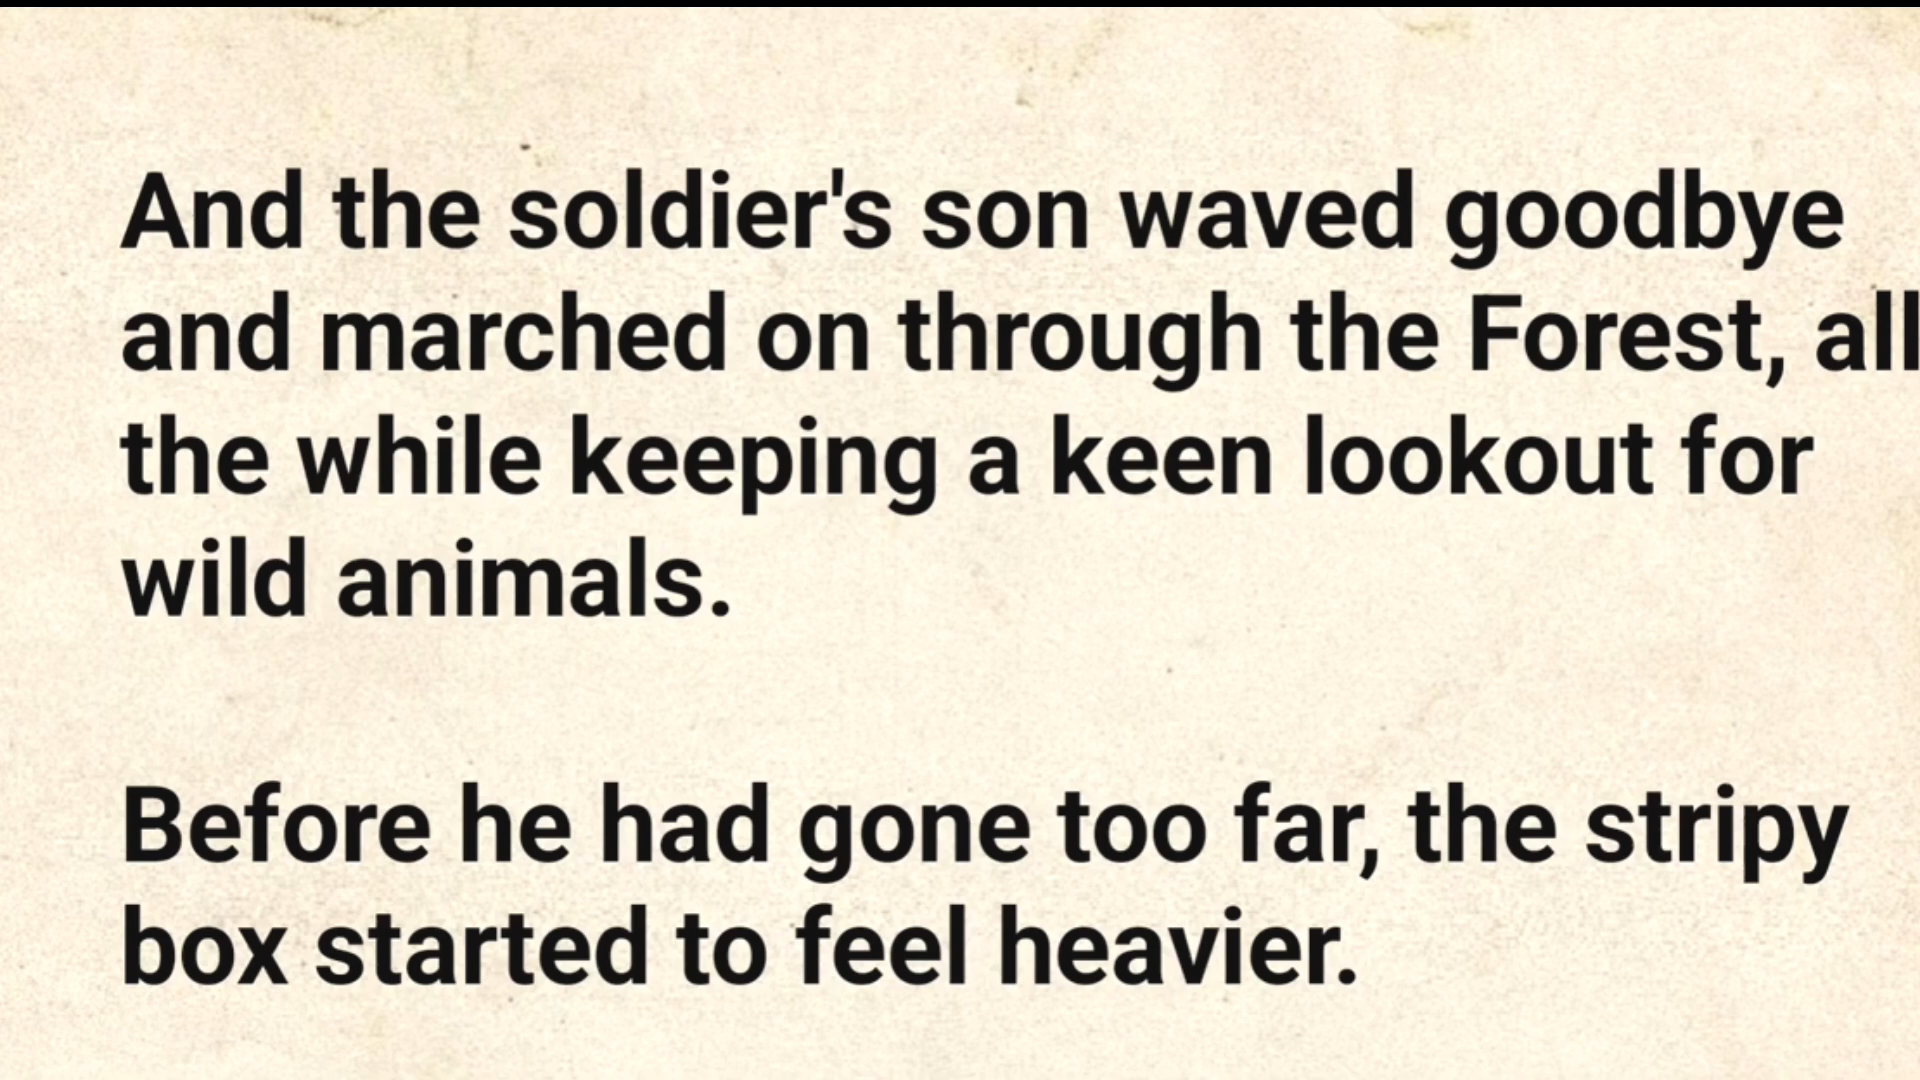 And the soldier's son waved goodbye
and marched on through the Forest, all
the while keeping a keen lookout for
wild animals.
Before he had gone too far, the stripy
box started to feel heavier.